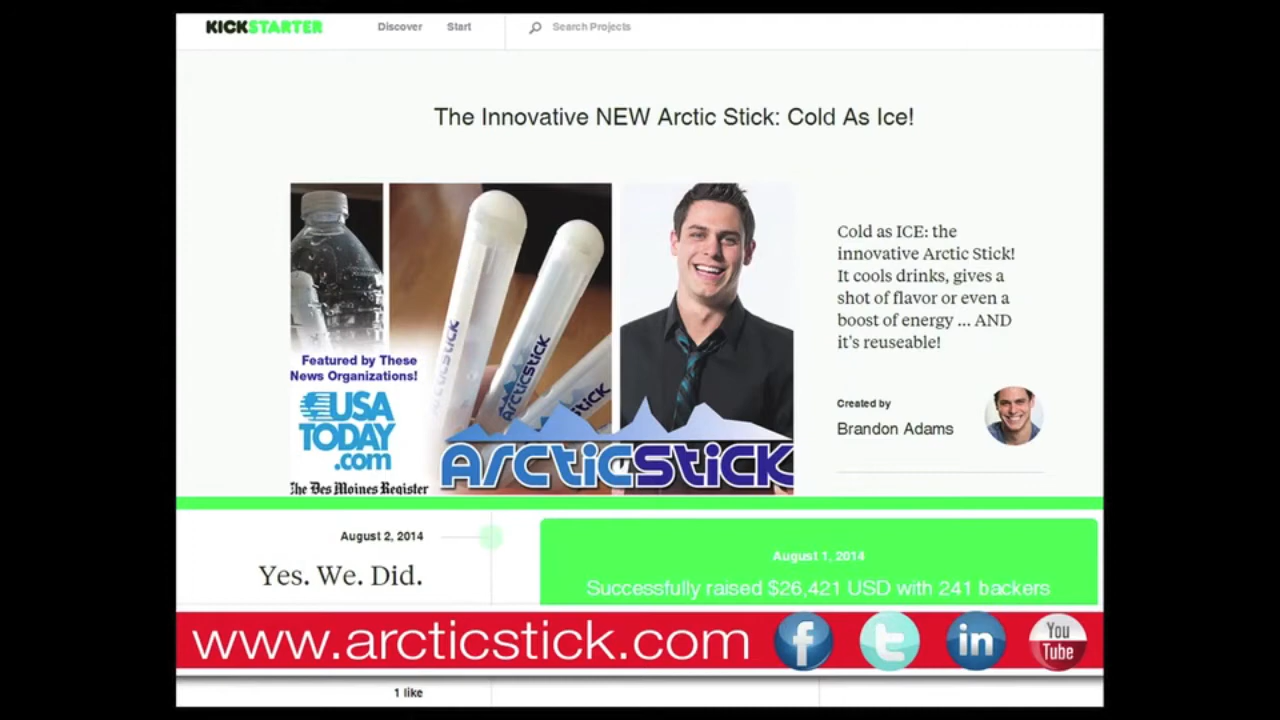 KICKSTARTER Discover Start Search Projects
The Innovative NEW Arctic Stick: Cold As Ice!
Cold as ICE: the
innovative Arctic Stick!
It cools drinks, gives a
shot of flavor or even a
boost of energy ... AND
it's reuseable!
Created by
Brandon Adams
ARCTICSTICK
ARCTICSTICK
STICK
Featured by These
News Organizations!
USA
TODAY
.com
The Des Moines Register
ARCTICSTICK
August 2, 2014
Yes. We. Did.
August 1, 2014
Successfully raised $26,421 USD with 241 backers
www.arcticstick.com f t in You
Tube
1 like